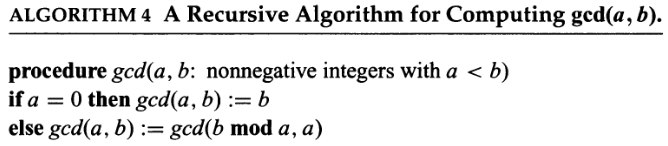 ALGORITHM 4 A Recursive Algorithm for Computing gcd(a, b).
procedure gcd(a, b: nonnegative integers with a < b)
if a = 0 then gcd(a, b) := b
else gcd(a, b) := gcd(b mod a, a)